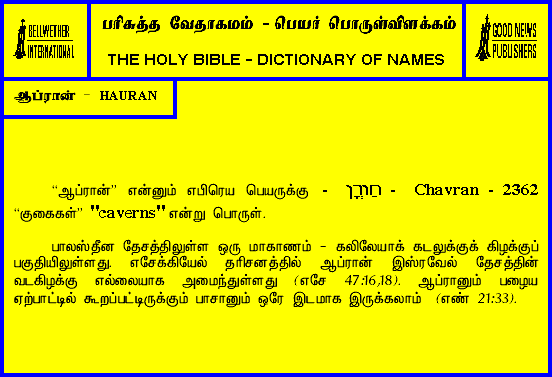 BELLWETHER
INTERNATIONAL
பரிசுத்த வேதாகமம் - பெயர் பொருள்விளக்கம்
THE HOLY BIBLE - DICTIONARY OF NAMES
GOOD NEWS
PUBLISHERS
ஆப்ரான் - HAURAN
“ஆப்ரான்” என்னும் எபிரெய பெயருக்கு - חַוְרָן - Chavran - 2362
“குகைகள்” "caverns" என்று பொருள்.
பாலஸ்தீன தேசத்திலுள்ள ஒரு மாகாணம் - கலிலேயாக் கடலுக்குக் கிழக்குப்
பகுதியிலுள்ளது. எசேக்கியேல் தரிசனத்தில் ஆப்ரான் இஸ்ரவேல் தேசத்தின்
வடகிழக்கு எல்லையாக அமைந்துள்ளது (எசே 47:16,18). ஆப்ரானும் பழைய
ஏற்பாட்டில் கூறப்பட்டிருக்கும் பாசானும் ஒரே இடமாக இருக்கலாம் (எண் 21:33).